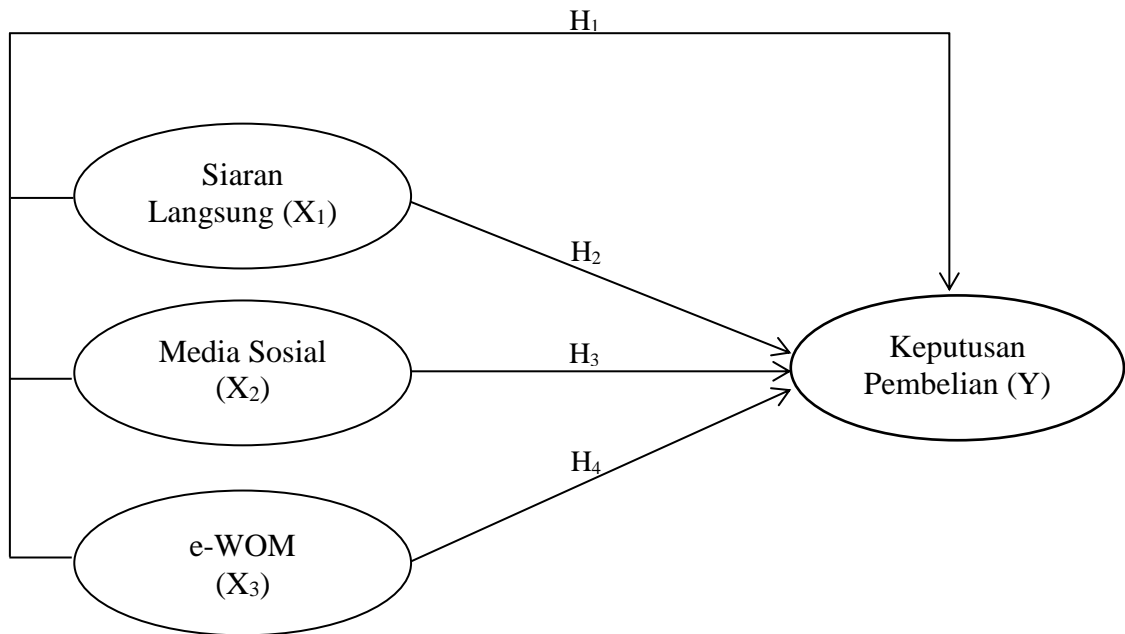 H₁
Siaran
Langsung (X₁)
H₂
Media Sosial
(X₂)
H₃
Keputusan
Pembelian (Y)
H₄
e-WOM
(X₃)